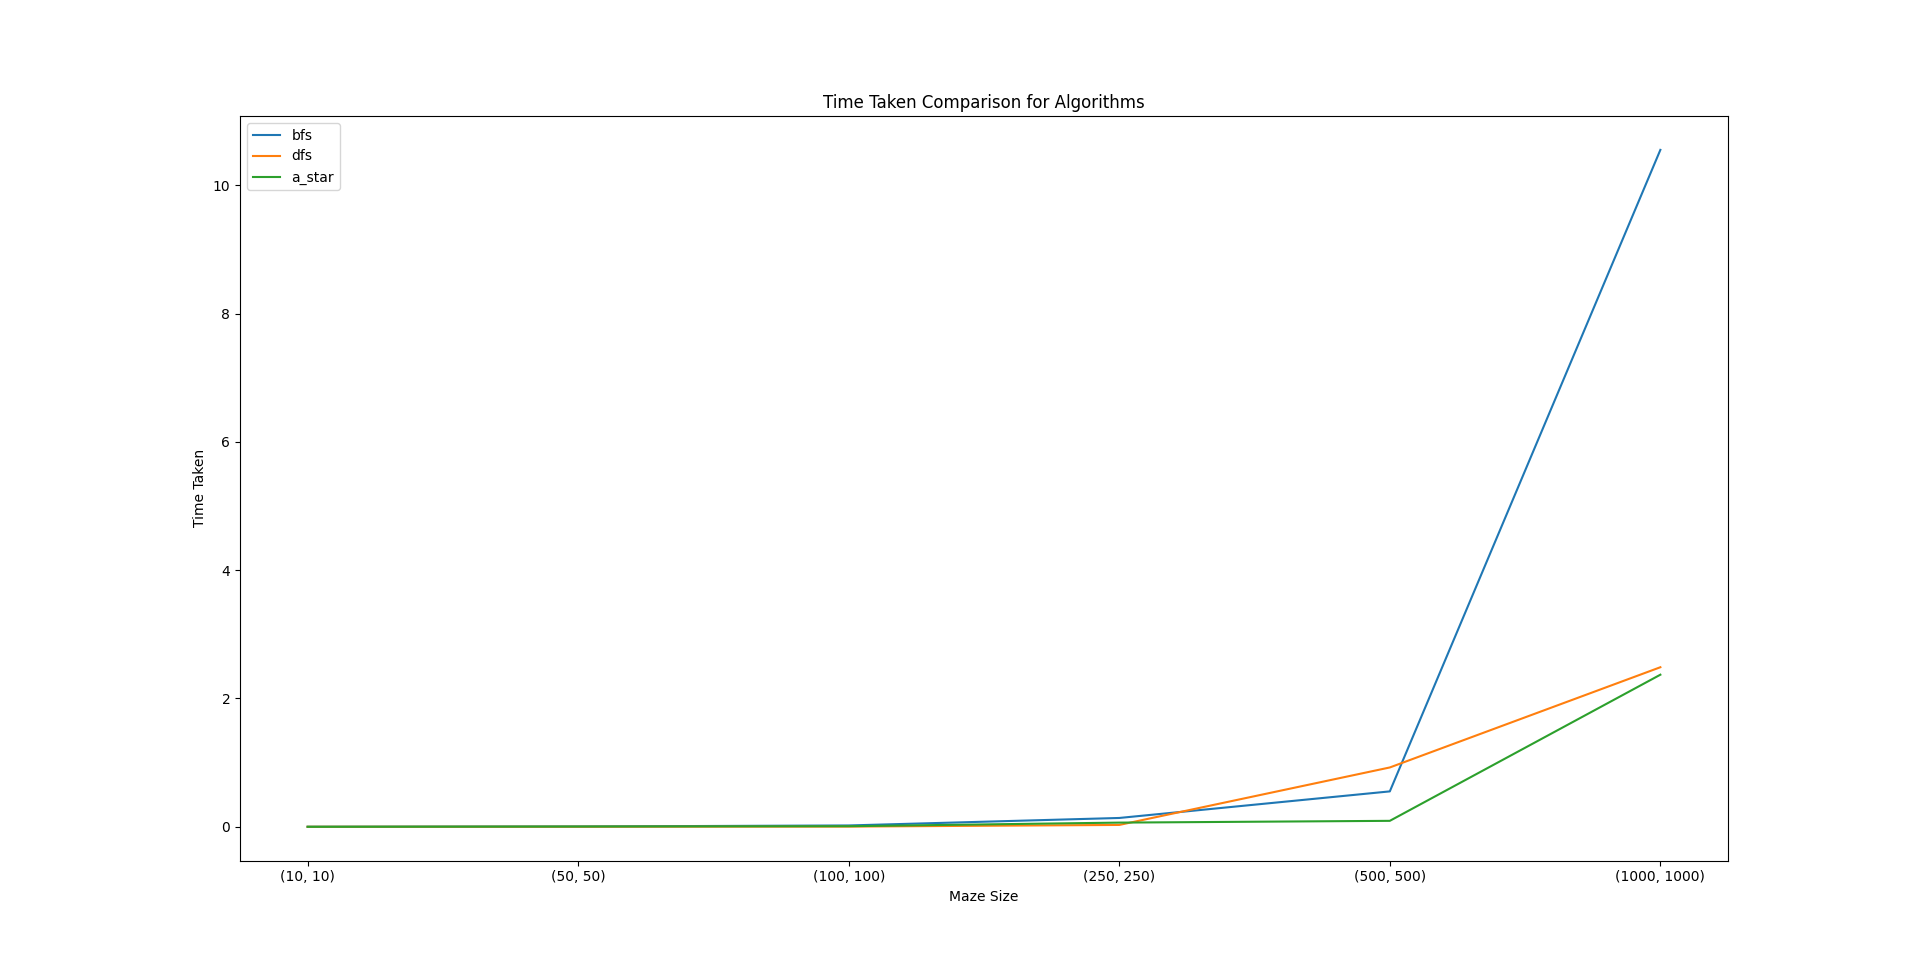 Time Taken Comparison for Algorithms
bfs
dfs
a_star
10
8
6
4
2
0
Time Taken
(10, 10) (50, 50) (100, 100) (250, 250) (500, 500) (1000, 1000)
Maze Size